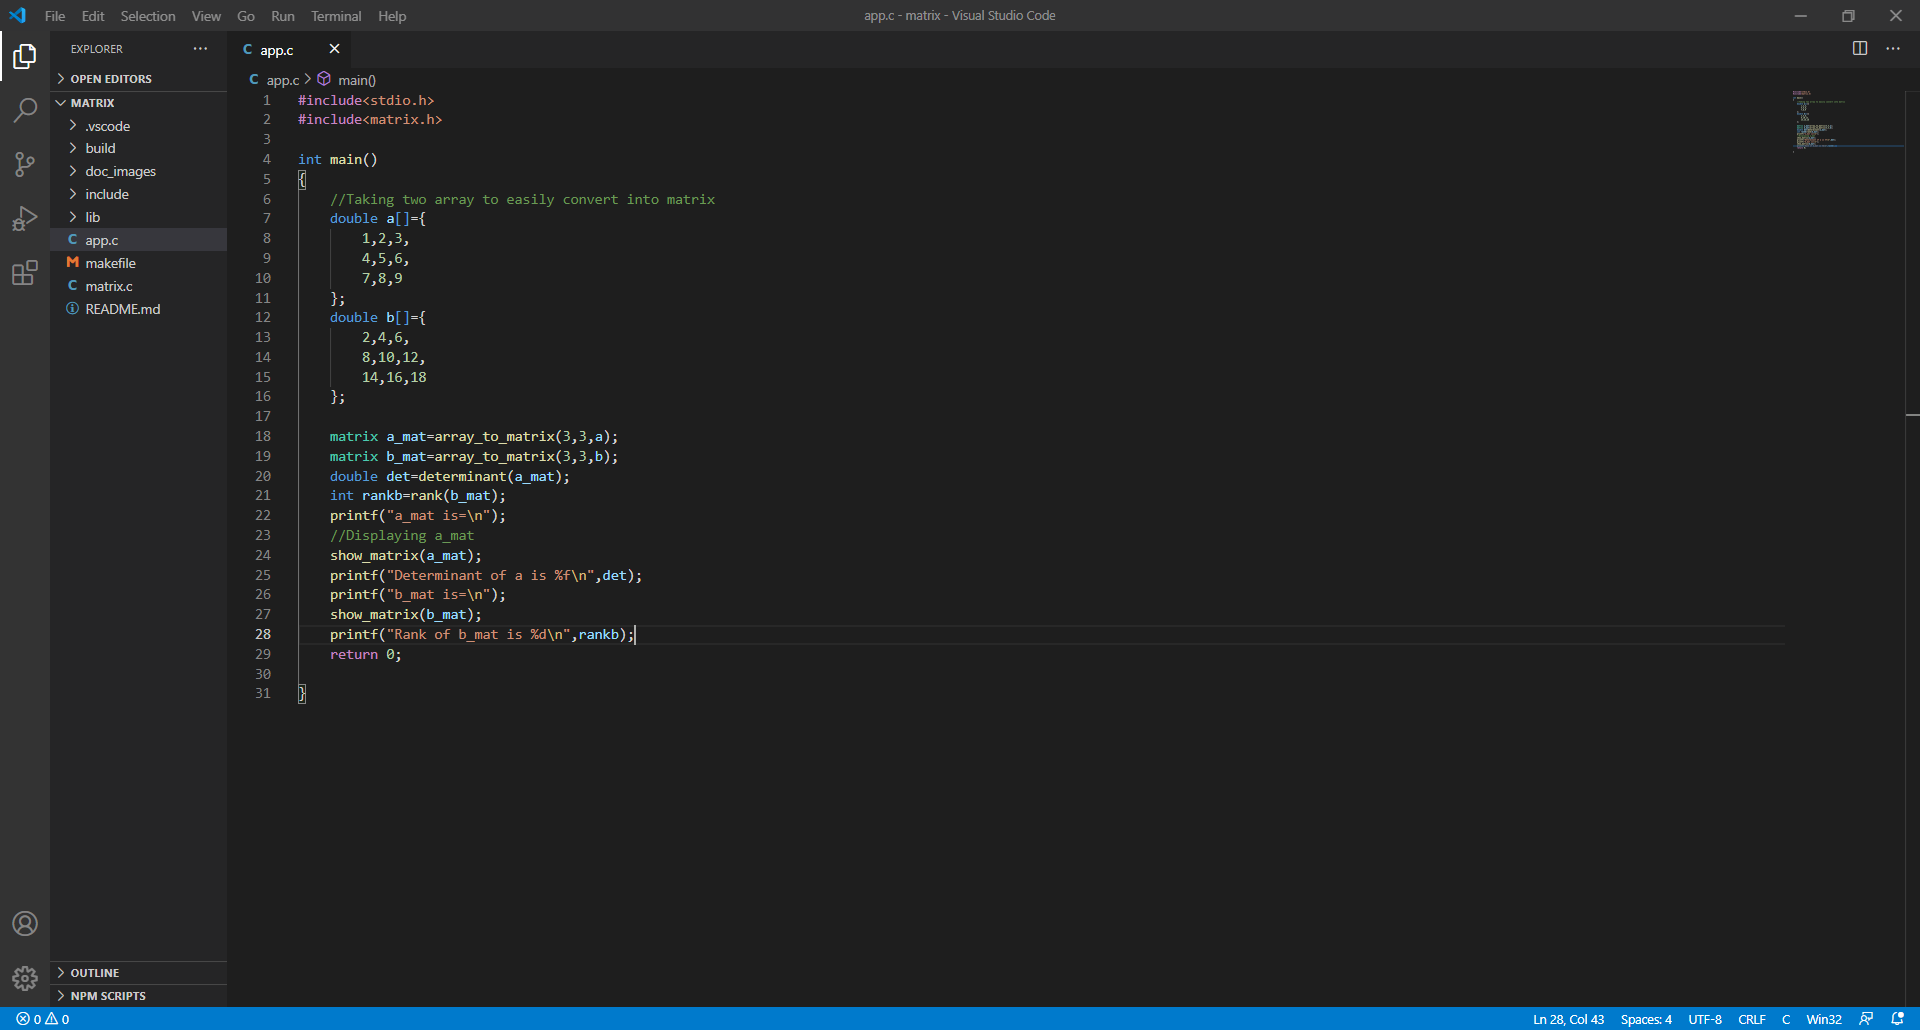 File Edit Selection View Go Run Terminal Help
app.c - matrix - Visual Studio Code
EXPLORER
OPEN EDITORS
MATRIX
.vscode
build
doc_images
include
lib
C app.c
M makefile
C matrix.c
README.md
OUTLINE
NPM SCRIPTS
C app.c
C app.c > main()
1 #include<stdio.h>
2 #include<matrix.h>
3
4 int main()
5 {
6 //Taking two array to easily convert into matrix
7 double a[]={
8 1,2,3,
9 4,5,6,
10 7,8,9
11 };
12 double b[]={
13 2,4,6,
14 8,10,12,
15 14,16,18
16 };
17
18 matrix a_mat=array_to_matrix(3,3,a);
19 matrix b_mat=array_to_matrix(3,3,b);
20 double det=determinant(a_mat);
21 int rankb=rank(b_mat);
22 printf("a_mat is=\n");
23 //Displaying a_mat
24 show_matrix(a_mat);
25 printf("Determinant of a is %f\n",det);
26 printf("b_mat is=\n");
27 show_matrix(b_mat);
28 printf("Rank of b_mat is %d\n",rankb);
29 return 0;
30
31 }
0 0
Ln 28, Col 43 Spaces: 4 UTF-8 CRLF C Win32